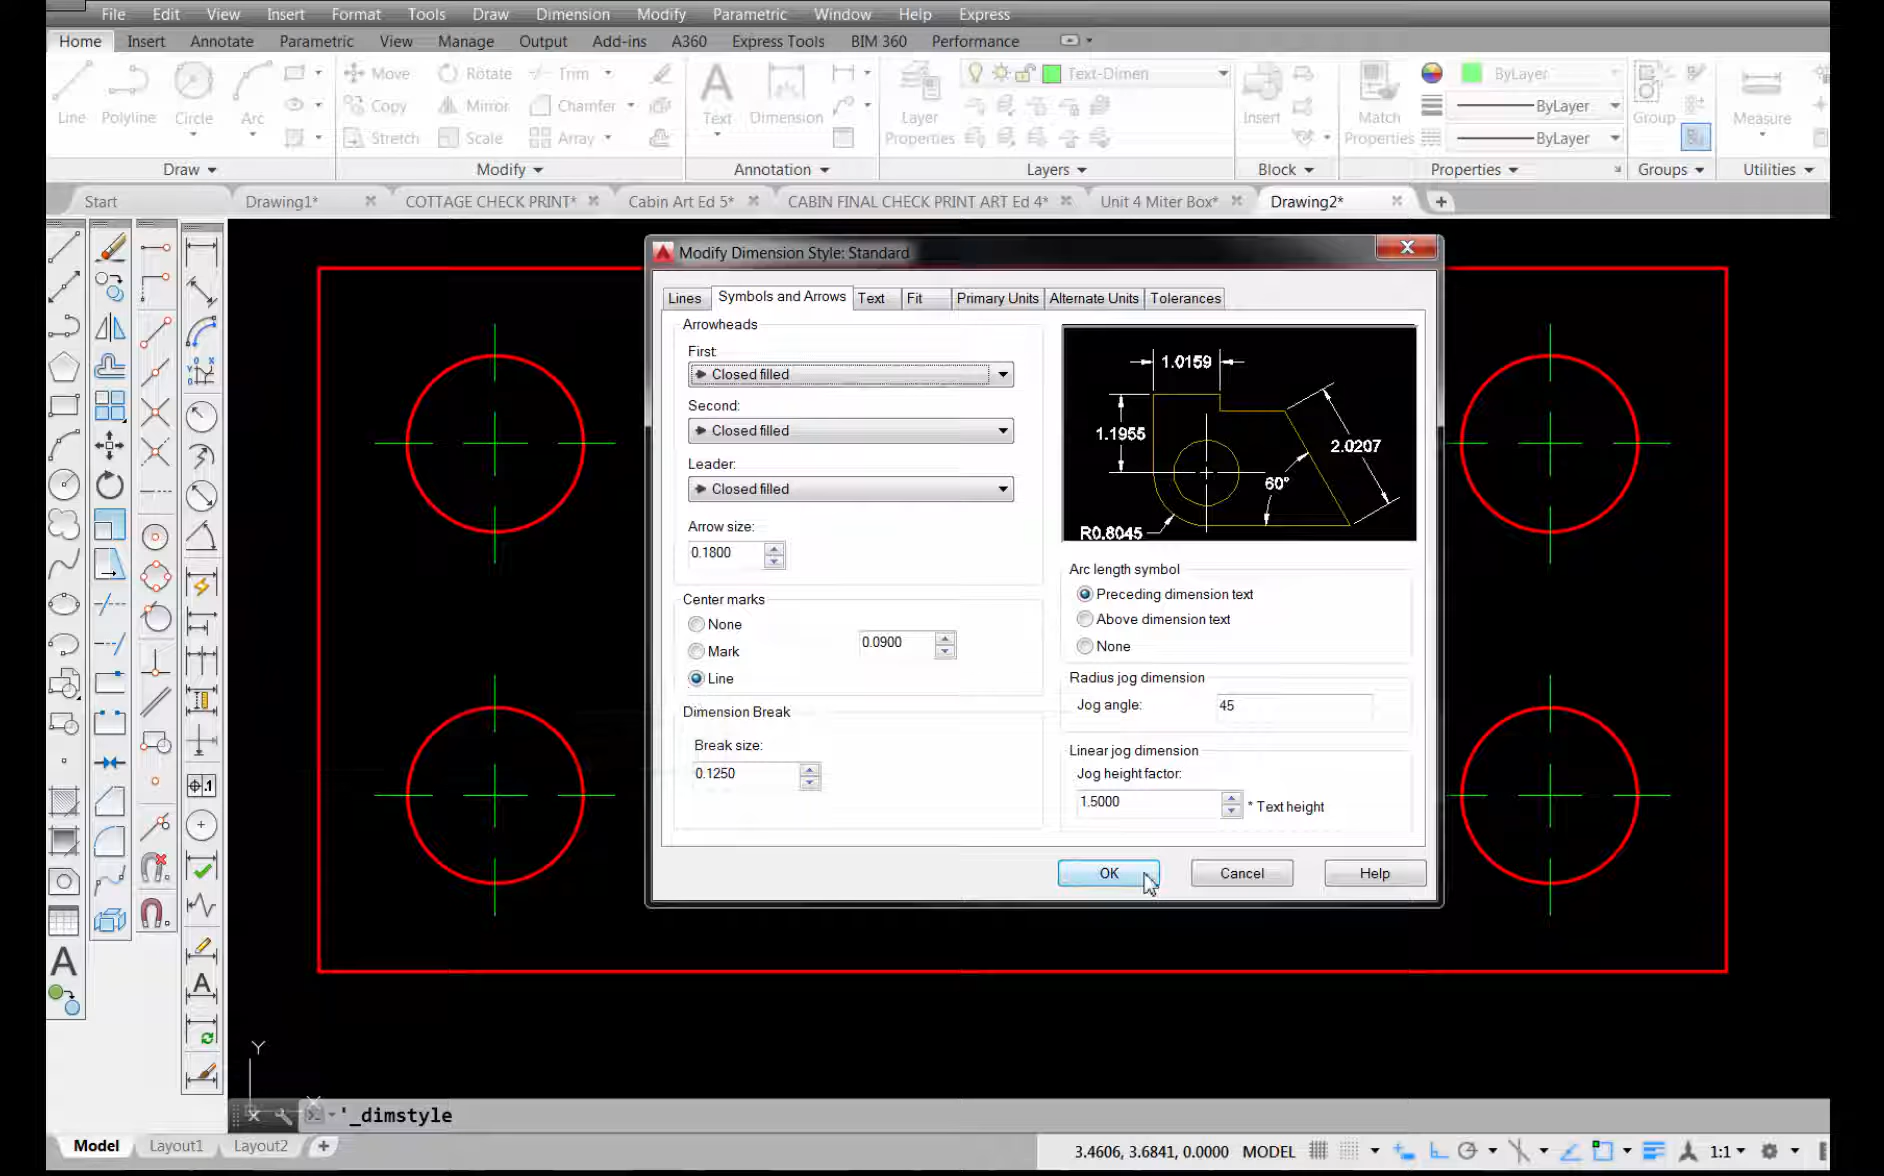 File Edit View Insert Format Tools Draw Dimension Modify Parametric Window Help Express
Home Insert Annotate Parametric View Manage Output Add-ins A360 Express Tools BIM 360 Performance
Line Polyline Circle Arc
Move Rotate Trim
Copy Mirror Chamfer
Stretch Scale Array
Text Dimension
Layer Properties
Text-Dimen
Insert
Match Properties
ByLayer
ByLayer
ByLayer
Group
Measure
Draw Modify Annotation Layers Block Properties Groups Utilities
Start Drawing1* COTTAGE CHECK PRINT* Cabin Art Ed 5* CABIN FINAL CHECK PRINT ART Ed 4* Unit 4 Miter Box* Drawing2*
Modify Dimension Style: Standard
Lines Symbols and Arrows Text Fit Primary Units Alternate Units Tolerances
Arrowheads
First:
Closed filled
Second:
Closed filled
Leader:
Closed filled
Arrow size:
0.1800
Center marks
None
Mark
Line
0.0900
Dimension Break
Break size:
0.1250
1.0159
1.1955
2.0207
60°
R0.8045
Arc length symbol
Preceding dimension text
Above dimension text
None
Radius jog dimension
Jog angle: 45
Linear jog dimension
Jog height factor:
1.5000 * Text height
OK Cancel Help
X Y
.1
A
A
Y
X
'_dimstyle
Model Layout1 Layout2 +
3.4606, 3.6841, 0.0000 MODEL 1:1